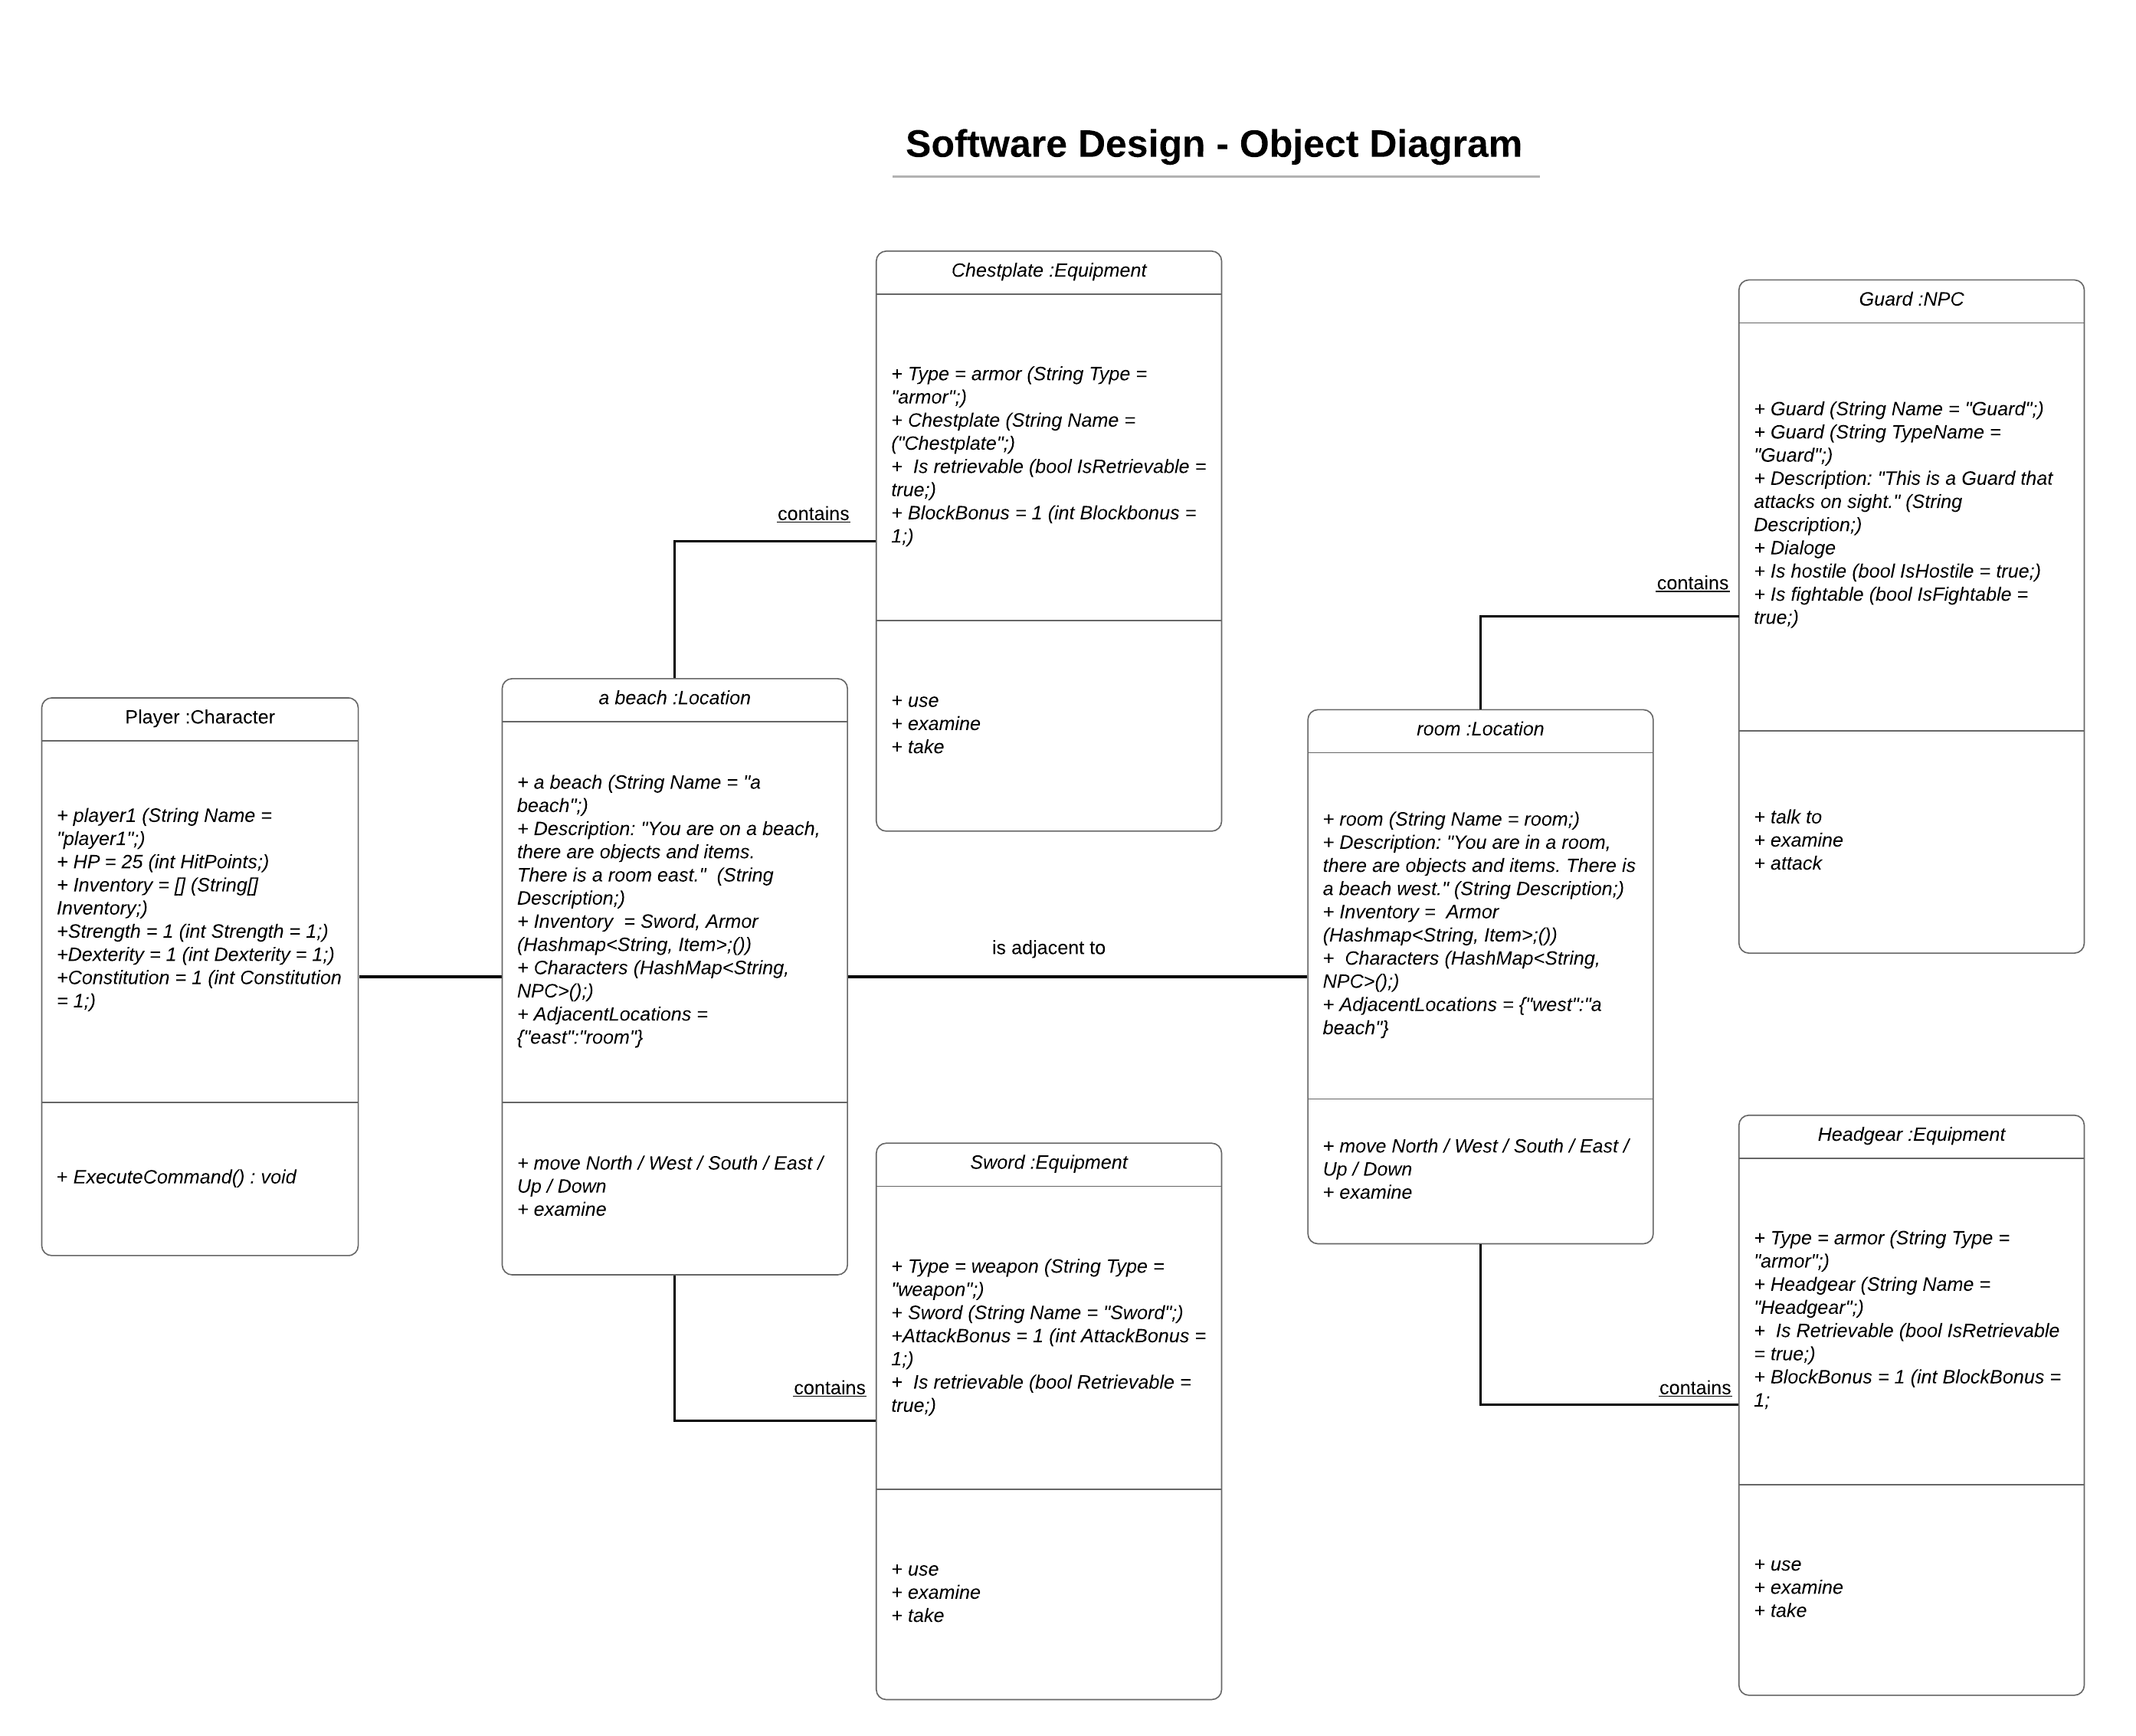 Software Design - Object Diagram
Chestplate :Equipment
+ Type = armor (String Type =
"armor";)
+ Chestplate (String Name =
("Chestplate";)
+  Is retrievable (bool IsRetrievable =
true;)
+ BlockBonus = 1 (int Blockbonus =
1;)
+ use
+ examine
+ take
Guard :NPC
+ Guard (String Name = "Guard";)
+ Guard (String TypeName =
"Guard";)
+ Description: "This is a Guard that
attacks on sight." (String
Description;)
+ Dialoge
+ Is hostile (bool IsHostile = true;)
+ Is fightable (bool IsFightable =
true;)
+ talk to
+ examine
+ attack
contains
contains
Player :Character
+ player1 (String Name =
"player1";)
+ HP = 25 (int HitPoints;)
+ Inventory = [] (String[]
Inventory;)
+Strength = 1 (int Strength = 1;)
+Dexterity = 1 (int Dexterity = 1;)
+Constitution = 1 (int Constitution
= 1;)
+ ExecuteCommand() : void
a beach :Location
+ a beach (String Name = "a
beach";)
+ Description: "You are on a beach,
there are objects and items.
There is a room east."  (String
Description;)
+ Inventory  = Sword, Armor
(Hashmap<String, Item>;())
+ Characters (HashMap<String,
NPC>();)
+ AdjacentLocations =
{"east":"room"}
+ move North / West / South / East /
Up / Down
+ examine
is adjacent to
room :Location
+ room (String Name = room;)
+ Description: "You are in a room,
there are objects and items. There is
a beach west." (String Description;)
+ Inventory =  Armor
(Hashmap<String, Item>;())
+  Characters (HashMap<String,
NPC>();)
+ AdjacentLocations = {"west":"a
beach"}
+ move North / West / South / East /
Up / Down
+ examine
Sword :Equipment
+ Type = weapon (String Type =
"weapon";)
+ Sword (String Name = "Sword";)
+AttackBonus = 1 (int AttackBonus =
1;)
+  Is retrievable (bool Retrievable =
true;)
+ use
+ examine
+ take
contains
Headgear :Equipment
+ Type = armor (String Type =
"armor";)
+ Headgear (String Name =
"Headgear";)
+  Is Retrievable (bool IsRetrievable
= true;)
+ BlockBonus = 1 (int BlockBonus =
1;
+ use
+ examine
+ take
contains